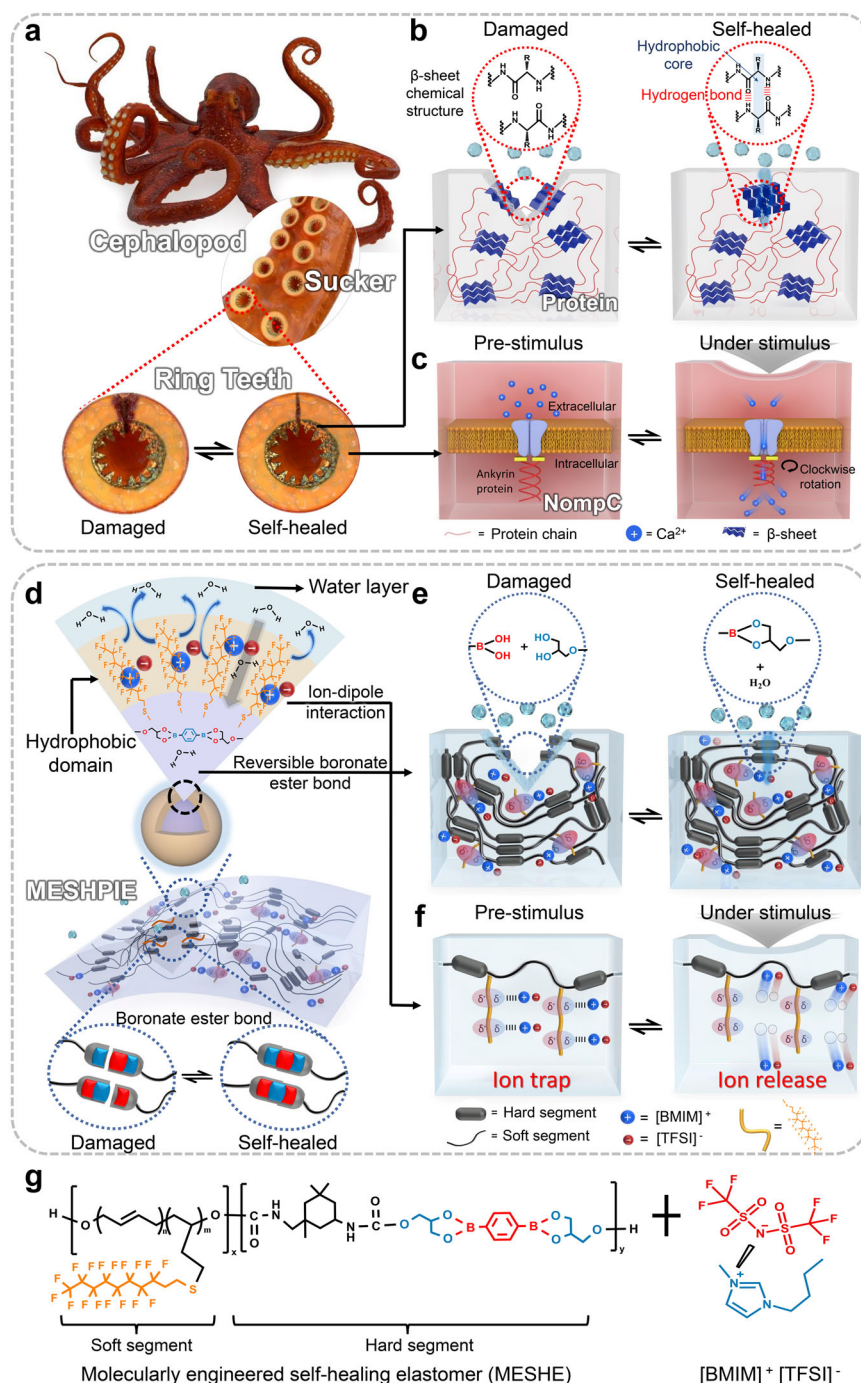 a
Cephalopod
Sucker
Ring Teeth
Damaged
Self-healed
b
Damaged
Self-healed
β-sheet
chemical
structure
Hydrophobic
core
Hydrogen bond
Protein
c
Pre-stimulus
Under stimulus
Extracellular
Intracellular
Ankyrin
protein
NompC
Clockwise
rotation
= Protein chain
= Ca²⁺
= β-sheet
d
Water layer
Ion-dipole
interaction
Hydrophobic
domain
Reversible boronate
ester bond
MESHPIE
Boronate ester bond
Damaged
Self-healed
e
Damaged
Self-healed
OH
B
OH
+
HO
HO
O
B
O
O
+
H₂O
f
Pre-stimulus
Under stimulus
Ion trap
Ion release
= Hard segment
= Soft segment
= [BMIM]⁺
= [TFSI]⁻
=
g
Soft segment
Hard segment
Molecularly engineered self-healing elastomer (MESHE)
[BMIM]⁺ [TFSI]⁻